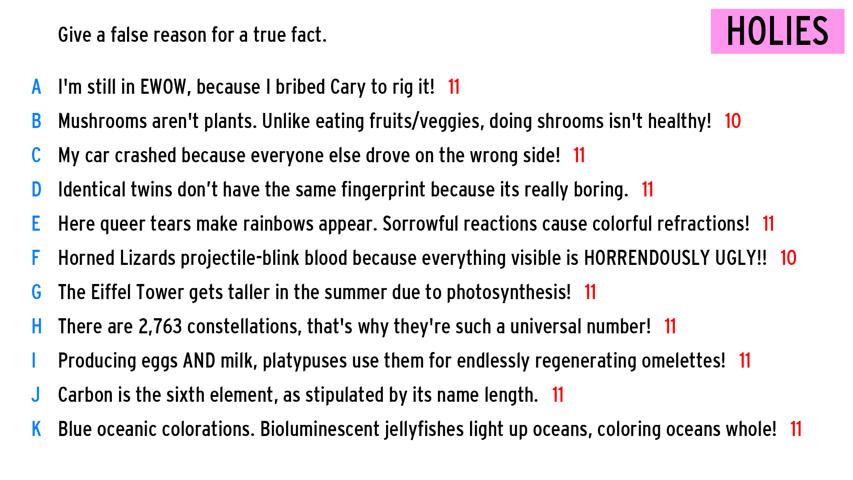 Give a false reason for a true fact.
HOLIES
A I'm still in EWOW, because I bribed Cary to rig it! 11
B Mushrooms aren't plants. Unlike eating fruits/veggies, doing shrooms isn't healthy! 10
C My car crashed because everyone else drove on the wrong side! 11
D Identical twins don’t have the same fingerprint because its really boring. 11
E Here queer tears make rainbows appear. Sorrowful reactions cause colorful refractions! 11
F Horned Lizards projectile-blink blood because everything visible is HORRENDOUSLY UGLY!! 10
G The Eiffel Tower gets taller in the summer due to photosynthesis! 11
H There are 2,763 constellations, that's why they're such a universal number! 11
I Producing eggs AND milk, platypuses use them for endlessly regenerating omelettes! 11
J Carbon is the sixth element, as stipulated by its name length. 11
K Blue oceanic colorations. Bioluminescent jellyfishes light up oceans, coloring oceans whole! 11